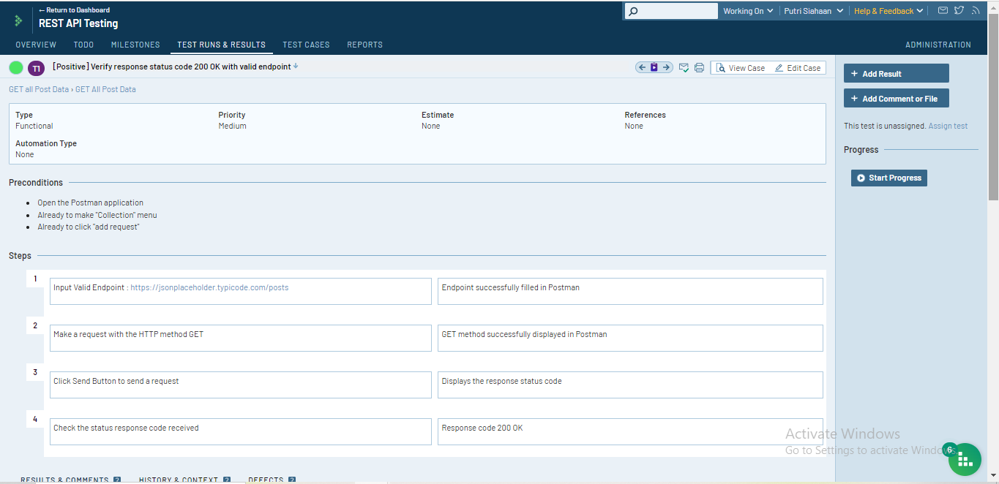 ← Return to Dashboard
REST API Testing
Working On
Putri Siahaan
Help & Feedback
OVERVIEW TODO MILESTONES TEST RUNS & RESULTS TEST CASES REPORTS ADMINISTRATION
T1 [Positive] Verify response status code 200 OK with valid endpoint
View Case Edit Case
GET all Post Data › GET All Post Data
Type Priority Estimate References
Functional Medium None None
Automation Type
None
Preconditions
Open the Postman application
Already to make "Collection" menu
Already to click "add request"
Steps
1
Input Valid Endpoint : https://jsonplaceholder.typicode.com/posts
Endpoint successfully filled in Postman
2
Make a request with the HTTP method GET
GET method successfully displayed in Postman
3
Click Send Button to send a request
Displays the response status code
4
Check the status response code received
Response code 200 OK
RESULTS & COMMENTS ? HISTORY & CONTEXT ? DEFECTS ?
+ Add Result
+ Add Comment or File
This test is unassigned. Assign test
Progress
Start Progress
Activate Windows
Go to Settings to activate Windows.
6